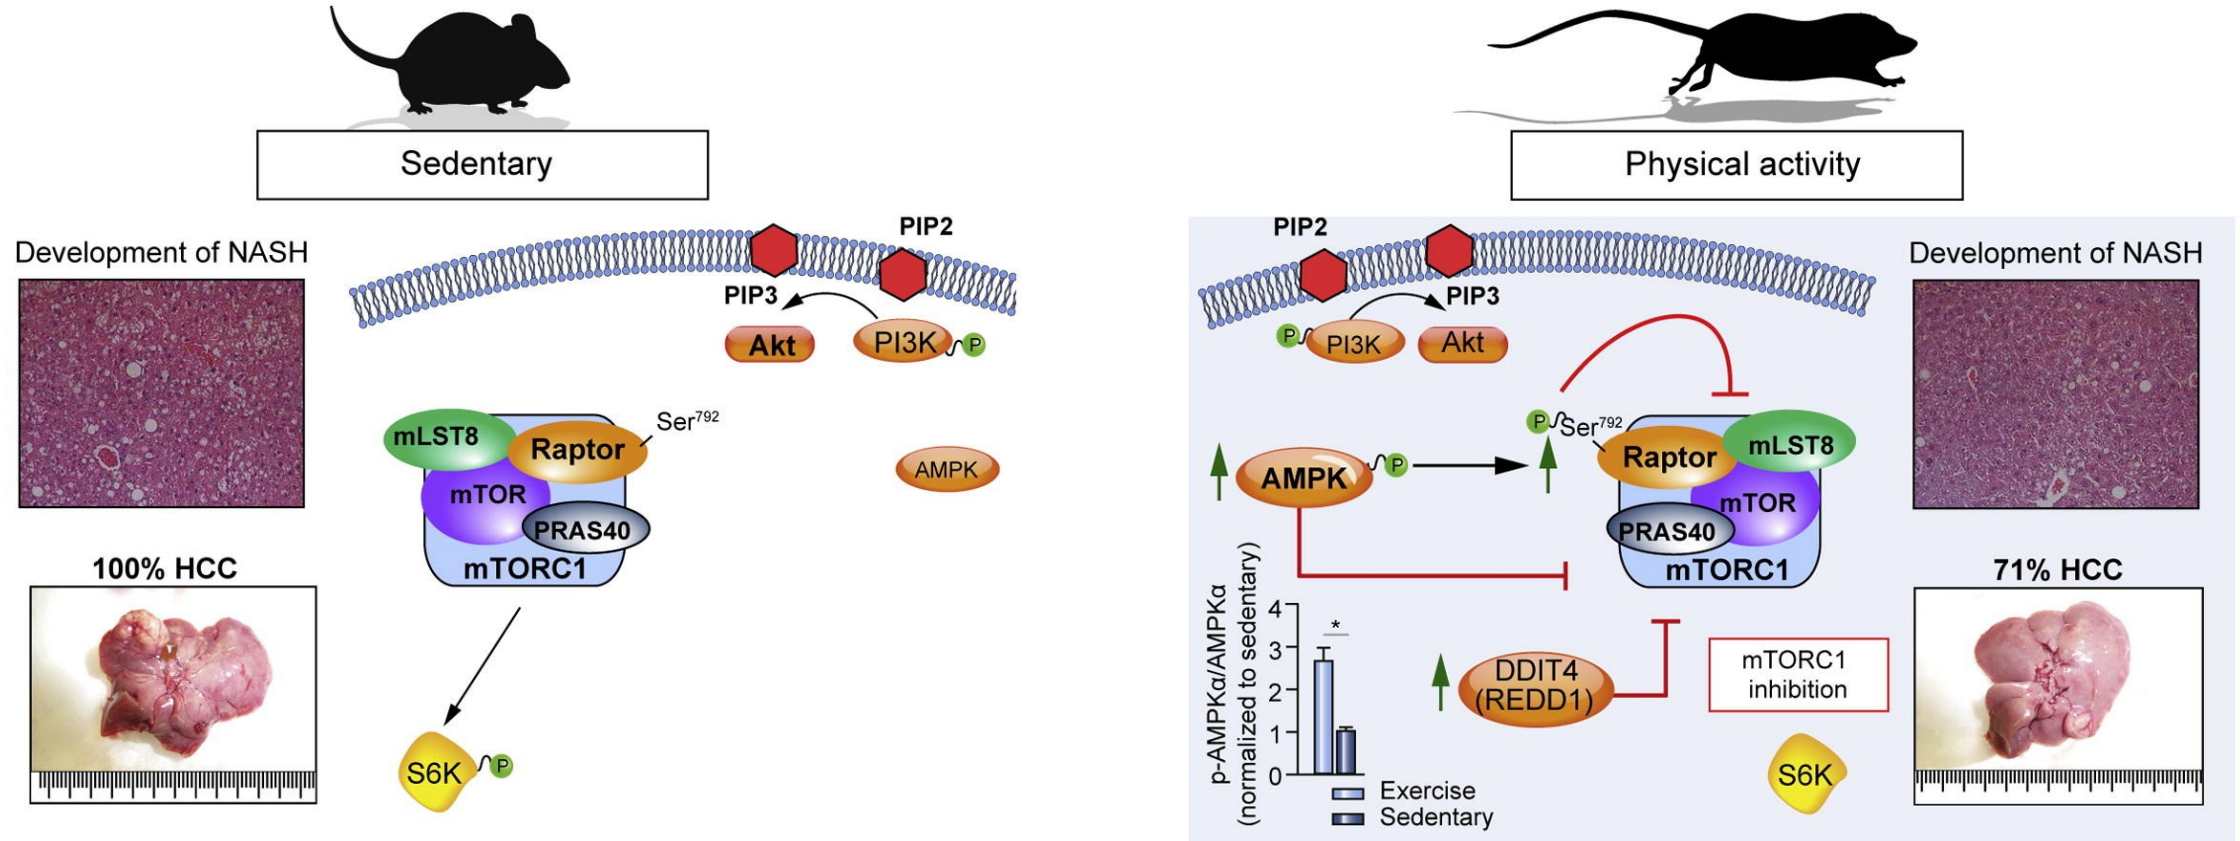 Sedentary
Development of NASH
100% HCC
PIP2
PIP3
Akt
PI3K
P
mLST8
Raptor
Ser792
mTOR
PRAS40
mTORC1
AMPK
S6K
P
Physical activity
PIP2
PIP3
P
PI3K
Akt
P
Ser792
AMPK
P
Raptor
mLST8
mTOR
PRAS40
mTORC1
p-AMPKα/AMPKα
(normalized to sedentary)
4
3
2
1
0
*
Exercise
Sedentary
DDIT4
(REDD1)
mTORC1
inhibition
S6K
Development of NASH
71% HCC